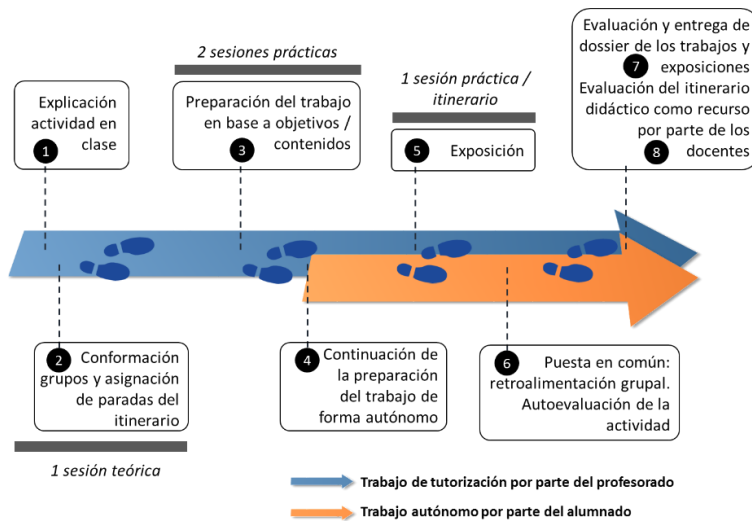 2 sesiones prácticas
Explicación
actividad en
clase
1
Preparación del trabajo
en base a objetivos /
contenidos
3
1 sesión práctica /
itinerario
Exposición
5
Evaluación y entrega de
dossier de los trabajos y
exposiciones
7
Evaluación del itinerario
didáctico como recurso
por parte de los
docentes
8
2
Conformación
grupos y asignación
de paradas del
itinerario
1 sesión teórica
4
Continuación de
la preparación
del trabajo
de forma autónomo
6
Puesta en común:
retroalimentación grupal.
Autoevaluación de la
actividad
Trabajo de tutorización por parte del profesorado
Trabajo autónomo por parte del alumnado